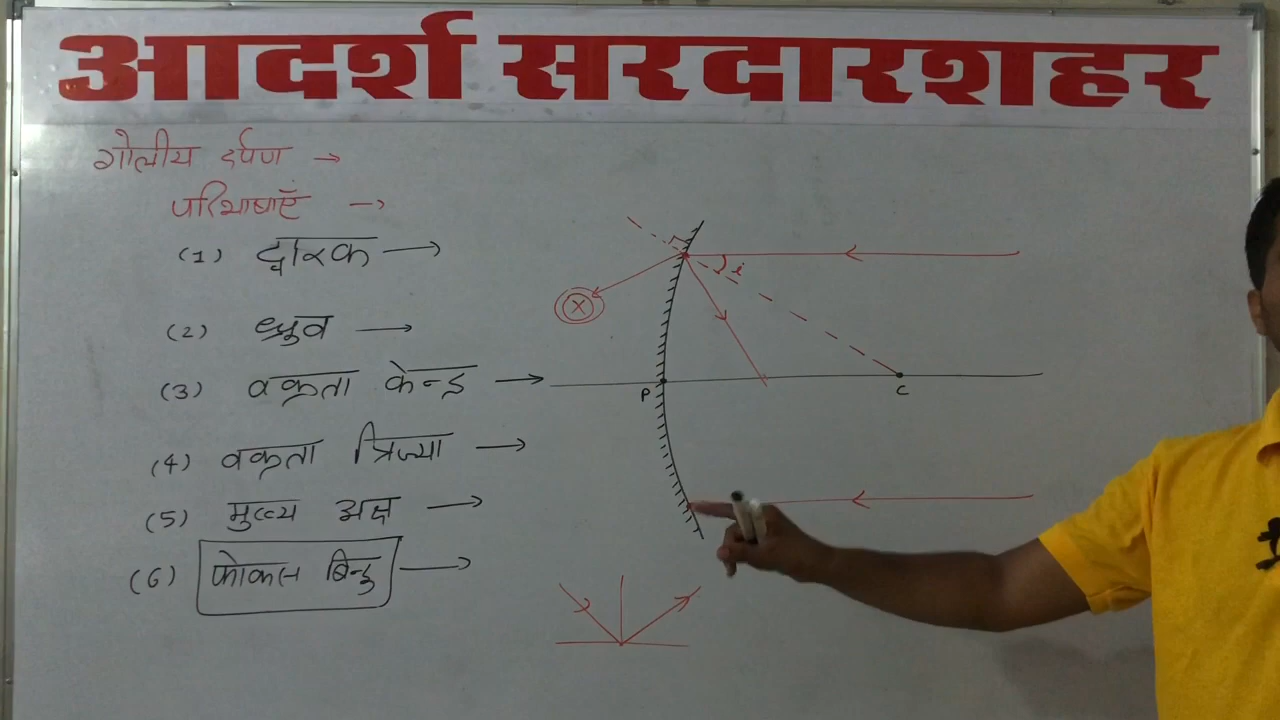 आदर्श सरदारशहर
गोलीय दर्पण →
परिभाषाएँ →
(1) द्वारक →
(2) ध्रुव →
(3) वक्रता केन्द्र →
(4) वक्रता त्रिज्या →
(5) मुख्य अक्ष →
(6) फोकस बिन्दु →
i
X
P
C